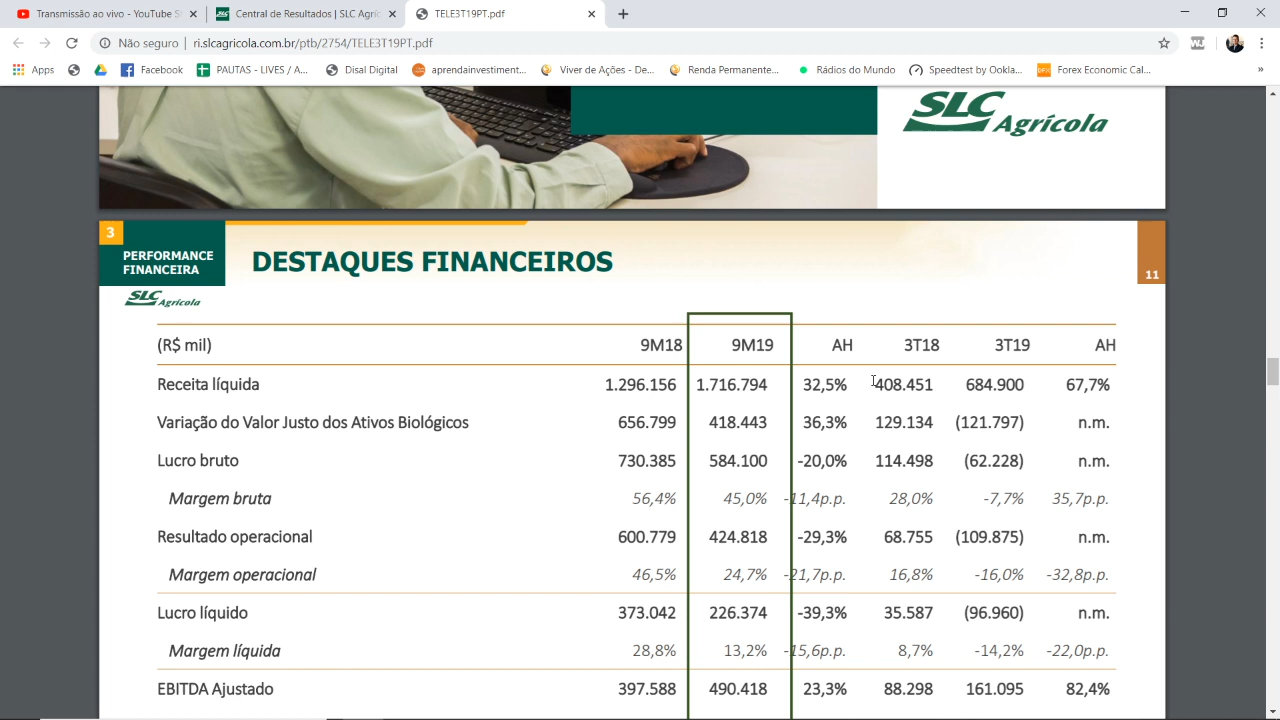 Transmissão ao vivo - YouTube S
Central de Resultados | SLC Agríc
TELE3T19PT.pdf
Não seguro | ri.slcagricola.com.br/ptb/2754/TELE3T19PT.pdf
Apps
Facebook
PAUTAS - LIVES / A...
Disal Digital
aprendainvestiment...
Viver de Ações - De...
Renda Permanente...
Rádios do Mundo
Speedtest by Ookla...
Forex Economic Cal...
»
SLC Agrícola
3
PERFORMANCE
FINANCEIRA
DESTAQUES FINANCEIROS
11
SLC Agrícola
(R$ mil) 9M18 9M19 AH 3T18 3T19 AH
Receita líquida 1.296.156 1.716.794 32,5% 408.451 684.900 67,7%
Variação do Valor Justo dos Ativos Biológicos 656.799 418.443 36,3% 129.134 (121.797) n.m.
Lucro bruto 730.385 584.100 -20,0% 114.498 (62.228) n.m.
Margem bruta 56,4% 45,0% -11,4p.p. 28,0% -7,7% 35,7p.p.
Resultado operacional 600.779 424.818 -29,3% 68.755 (109.875) n.m.
Margem operacional 46,5% 24,7% -21,7p.p. 16,8% -16,0% -32,8p.p.
Lucro líquido 373.042 226.374 -39,3% 35.587 (96.960) n.m.
Margem líquida 28,8% 13,2% -15,6p.p. 8,7% -14,2% -22,0p.p.
EBITDA Ajustado 397.588 490.418 23,3% 88.298 161.095 82,4%